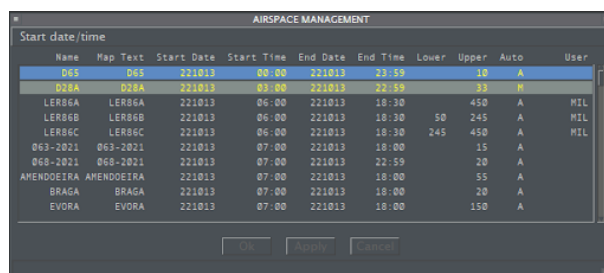 AIRSPACE MANAGEMENT
Start date/time
Name Map Text Start Date Start Time End Date End Time Lower Upper Auto User
D65 D65 221013 00:00 221013 23:59 10 A
D28A D28A 221013 03:00 221013 22:59 33 M
LER86A LER86A 221013 06:00 221013 18:30 450 A MIL
LER86B LER86B 221013 06:00 221013 18:30 50 245 A MIL
LER86C LER86C 221013 06:00 221013 18:30 245 450 A MIL
063-2021 063-2021 221013 07:00 221013 18:00 15 A
068-2021 068-2021 221013 07:00 221013 22:59 20 A
AMENDOEIRA AMENDOEIRA 221013 07:00 221013 18:00 55 A
BRAGA BRAGA 221013 07:00 221013 18:00 20 A
EVORA EVORA 221013 07:00 221013 18:00 150 A
Ok Apply Cancel